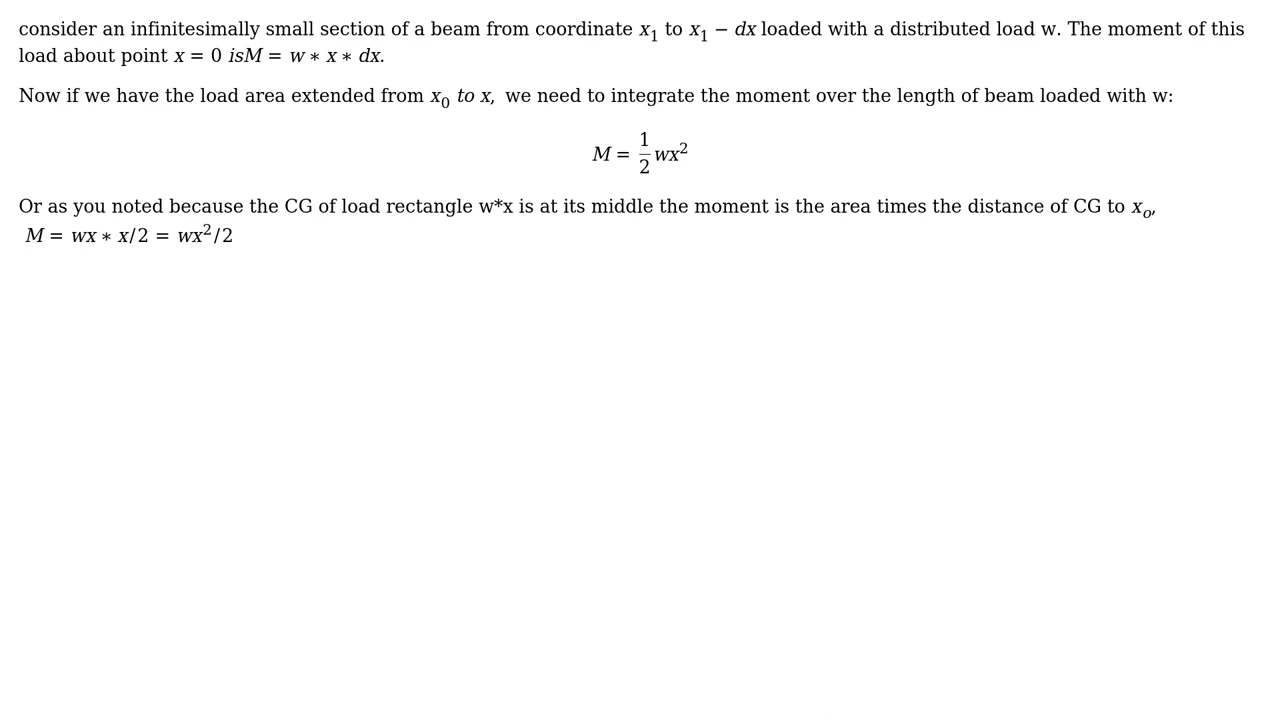 consider an infinitesimally small section of a beam from coordinate x₁ to x₁ − dx loaded with a distributed load w. The moment of this
load about point x = 0 isM = w ∗ x ∗ dx.
Now if we have the load area extended from x₀ to x, we need to integrate the moment over the length of beam loaded with w:
M = \frac{1}{2}wx²
Or as you noted because the CG of load rectangle w*x is at its middle the moment is the area times the distance of CG to xₒ,
M = wx ∗ x/2 = wx²/2